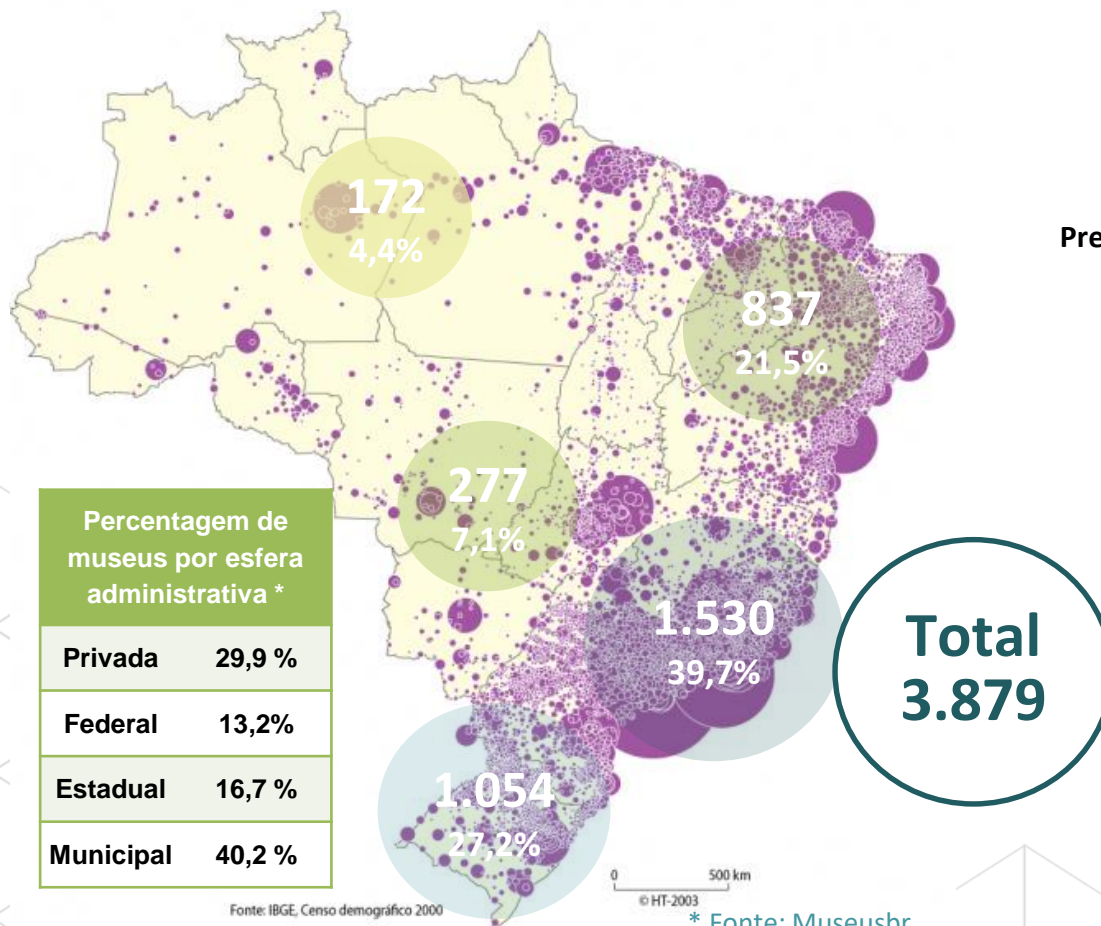 172
4,4%
Pre
837
21,5%
277
7,1%
Percentagem de
museus por esfera
administrativa *
Privada 29,9 %
Federal 13,2%
Estadual 16,7 %
Municipal 40,2 %
1.530
39,7%
Total
3.879
1.054
27,2%
0 500 km
© HT-2003
Fonte: IBGE, Censo demográfico 2000
* Fonte: Museusbr